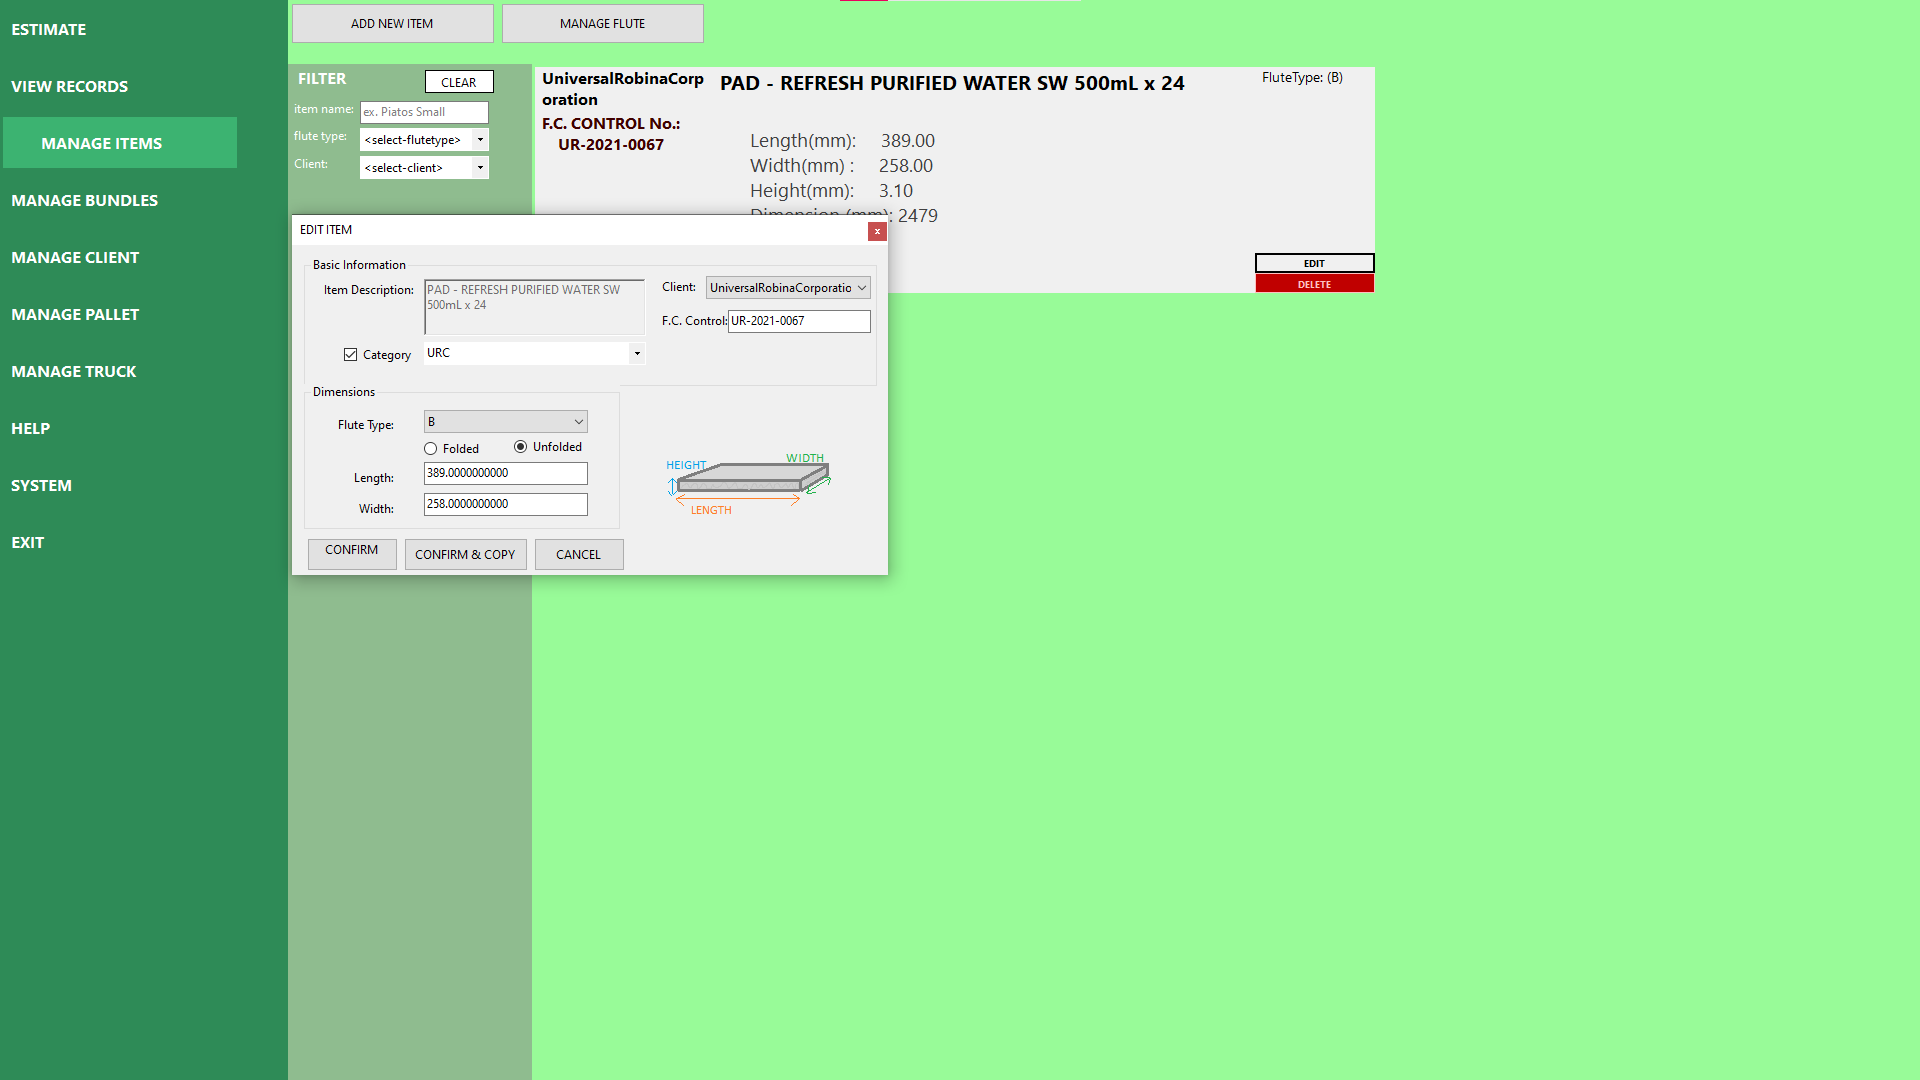 ESTIMATE
VIEW RECORDS
MANAGE ITEMS
MANAGE BUNDLES
MANAGE CLIENT
MANAGE PALLET
MANAGE TRUCK
HELP
SYSTEM
EXIT
ADD NEW ITEM
MANAGE FLUTE
FILTER
CLEAR
item name:
ex. Piatos Small
flute type:
<select-flutetype>
Client:
<select-client>
UniversalRobinaCorp
oration
F.C. CONTROL No.:
UR-2021-0067
PAD - REFRESH PURIFIED WATER SW 500mL x 24
FluteType: (B)
Length(mm): 389.00
Width(mm) : 258.00
Height(mm): 3.10
Dimension (mm): 2479
EDIT
DELETE
EDIT ITEM
x
Basic Information
Item Description:
PAD - REFRESH PURIFIED WATER SW
500mL x 24
Client:
UniversalRobinaCorporatio
F.C. Control:
UR-2021-0067
Category
URC
Dimensions
Flute Type:
B
Folded
Unfolded
Length:
389.0000000000
Width:
258.0000000000
HEIGHT
WIDTH
LENGTH
CONFIRM
CONFIRM & COPY
CANCEL